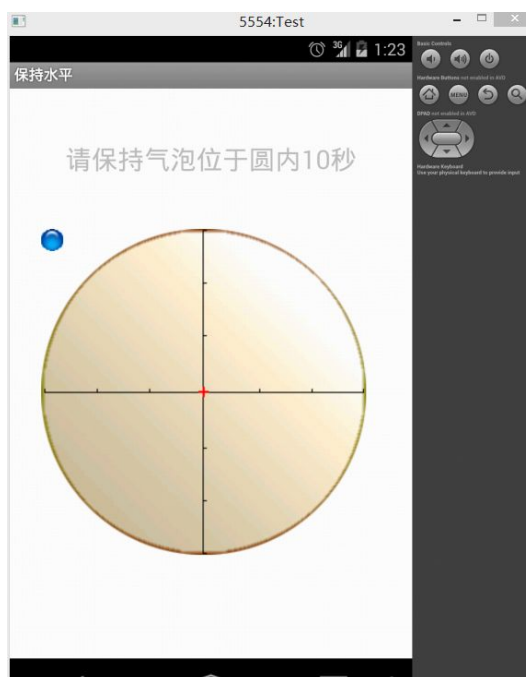 5554:Test
3G 1:23
保持水平
请保持气泡位于圆内10秒
Basic Controls
Hardware Buttons not enabled in AVD
MENU
DPAD not enabled in AVD
Hardware Keyboard
Use your physical keyboard to provide input